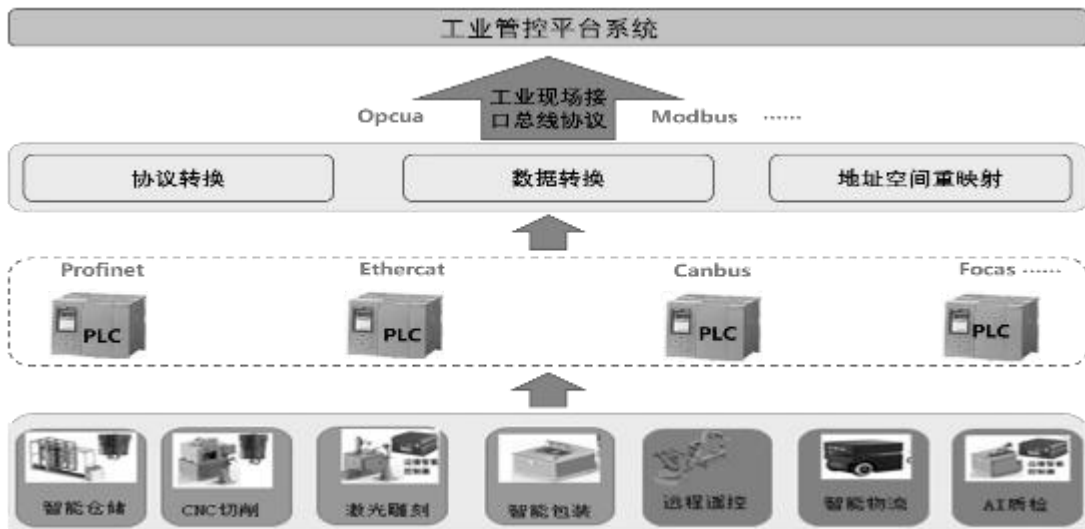 工业管控平台系统
工业现场接
口总线协议
Opcua
Modbus ......
协议转换
数据转换
地址空间重映射
Profinet
Ethercat
Canbus
Focas ......
PLC
PLC
PLC
PLC
智能仓储
CNC切削
激光雕刻
智能包装
远程遥控
智能物流
AI质检